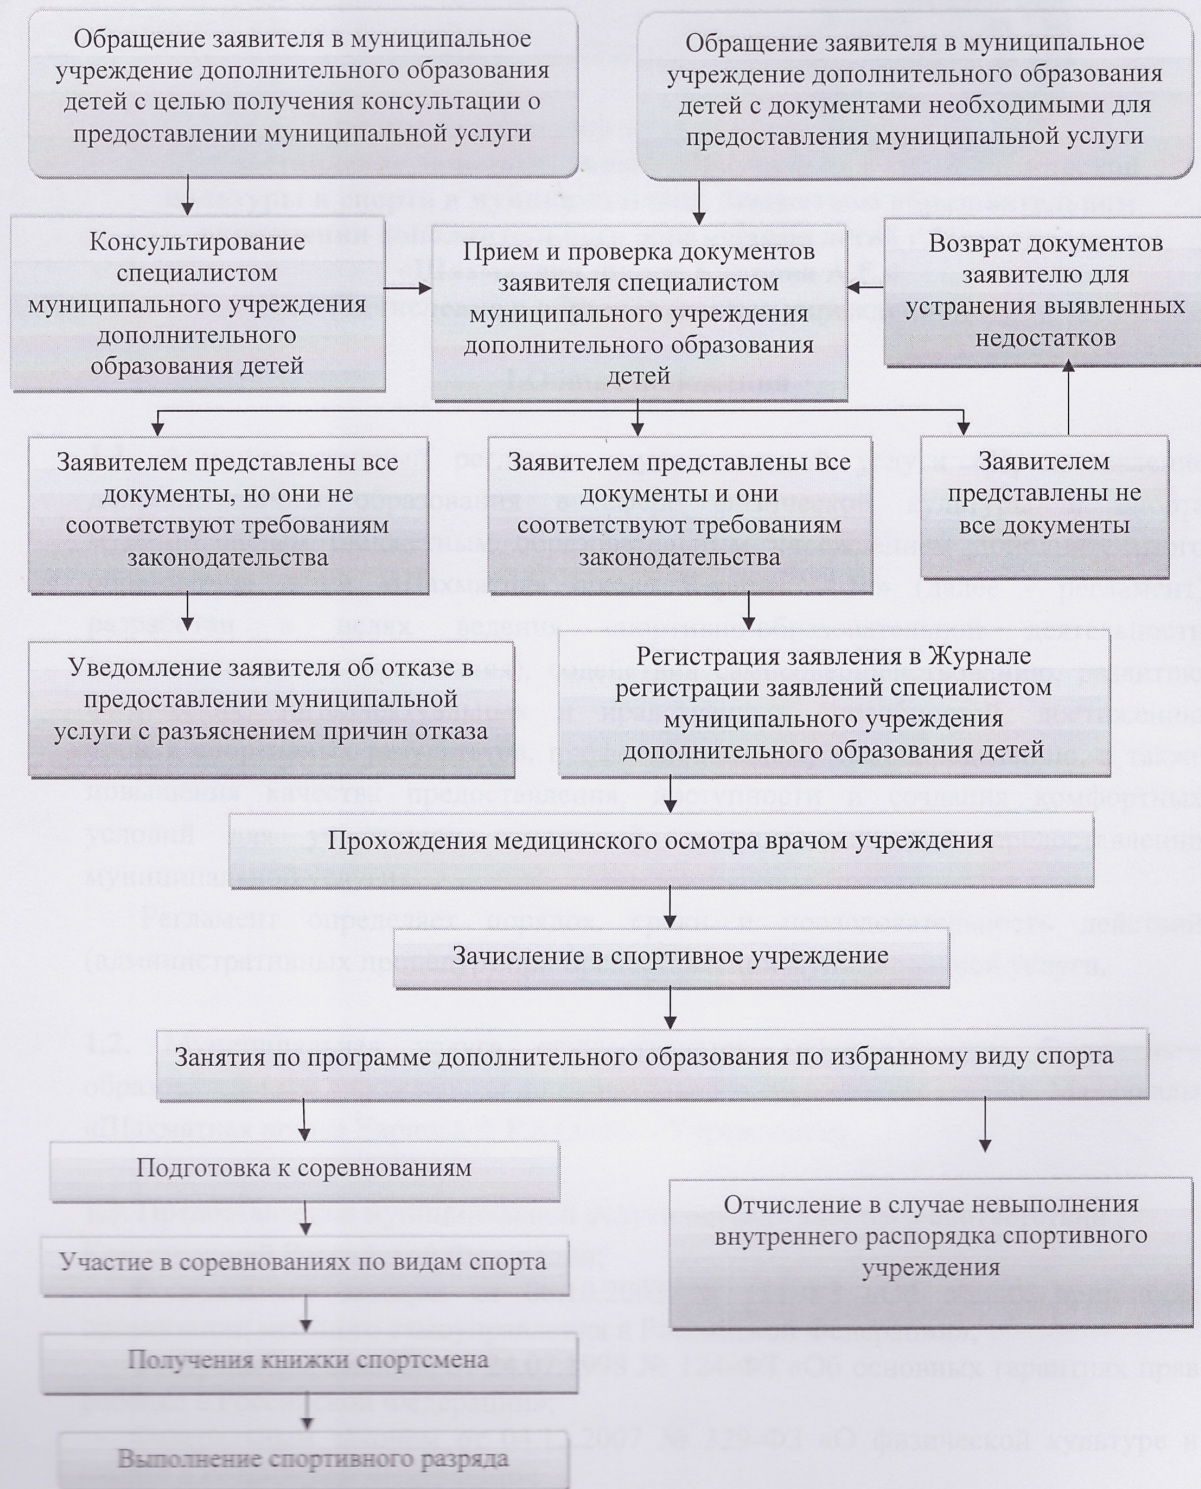 Обращение заявителя в муниципальное
учреждение дополнительного образования
детей с целью получения консультации о
предоставлении муниципальной услуги
Обращение заявителя в муниципальное
учреждение дополнительного образования
детей с документами необходимыми для
предоставления муниципальной услуги
Консультирование
специалистом
муниципального учреждения
дополнительного
образования детей
Прием и проверка документов
заявителя специалистом
муниципального учреждения
дополнительного образования
детей
Возврат документов
заявителю для
устранения выявленных
недостатков
Заявителем представлены все
документы, но они не
соответствуют требованиям
законодательства
Заявителем представлены все
документы и они
соответствуют требованиям
законодательства
Заявителем
представлены не
все документы
Уведомление заявителя об отказе в
предоставлении муниципальной
услуги с разъяснением причин отказа
Регистрация заявления в Журнале
регистрации заявлений специалистом
муниципального учреждения
дополнительного образования детей
Прохождения медицинского осмотра врачом учреждения
Зачисление в спортивное учреждение
Занятия по программе дополнительного образования по избранному виду спорта
Подготовка к соревнованиям
Отчисление в случае невыполнения
внутреннего распорядка спортивного
учреждения
Участие в соревнованиях по видам спорта
Получения книжки спортсмена
Выполнение спортивного разряда